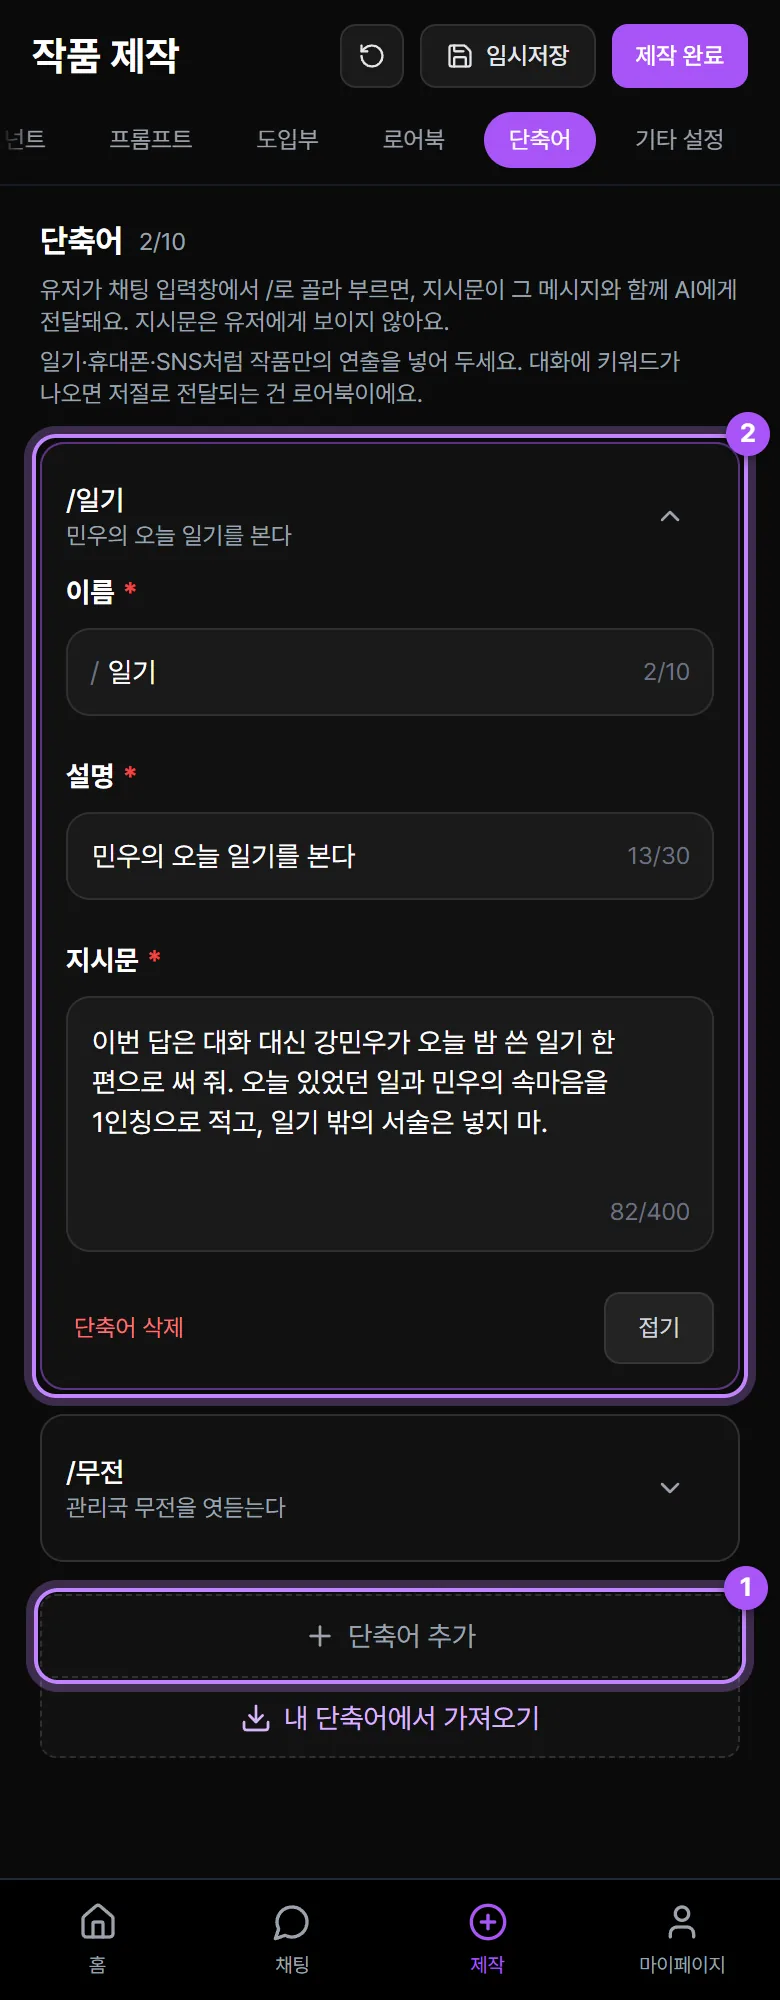 작품 제작
임시저장
제작 완료
넌트
프롬프트
도입부
로어북
단축어
기타 설정
단축어 2/10
유저가 채팅 입력창에서 /로 골라 부르면, 지시문이 그 메시지와 함께 AI에게
전달돼요. 지시문은 유저에게 보이지 않아요.
일기·휴대폰·SNS처럼 작품만의 연출을 넣어 두세요. 대화에 키워드가
나오면 저절로 전달되는 건 로어북이에요.
2
/일기
민우의 오늘 일기를 본다
이름 *
/ 일기
2/10
설명 *
민우의 오늘 일기를 본다
13/30
지시문 *
이번 답은 대화 대신 강민우가 오늘 밤 쓴 일기 한
편으로 써 줘. 오늘 있었던 일과 민우의 속마음을
1인칭으로 적고, 일기 밖의 서술은 넣지 마.
82/400
단축어 삭제
접기
/무전
관리국 무전을 엿듣는다
1
단축어 추가
내 단축어에서 가져오기
홈
채팅
제작
마이페이지